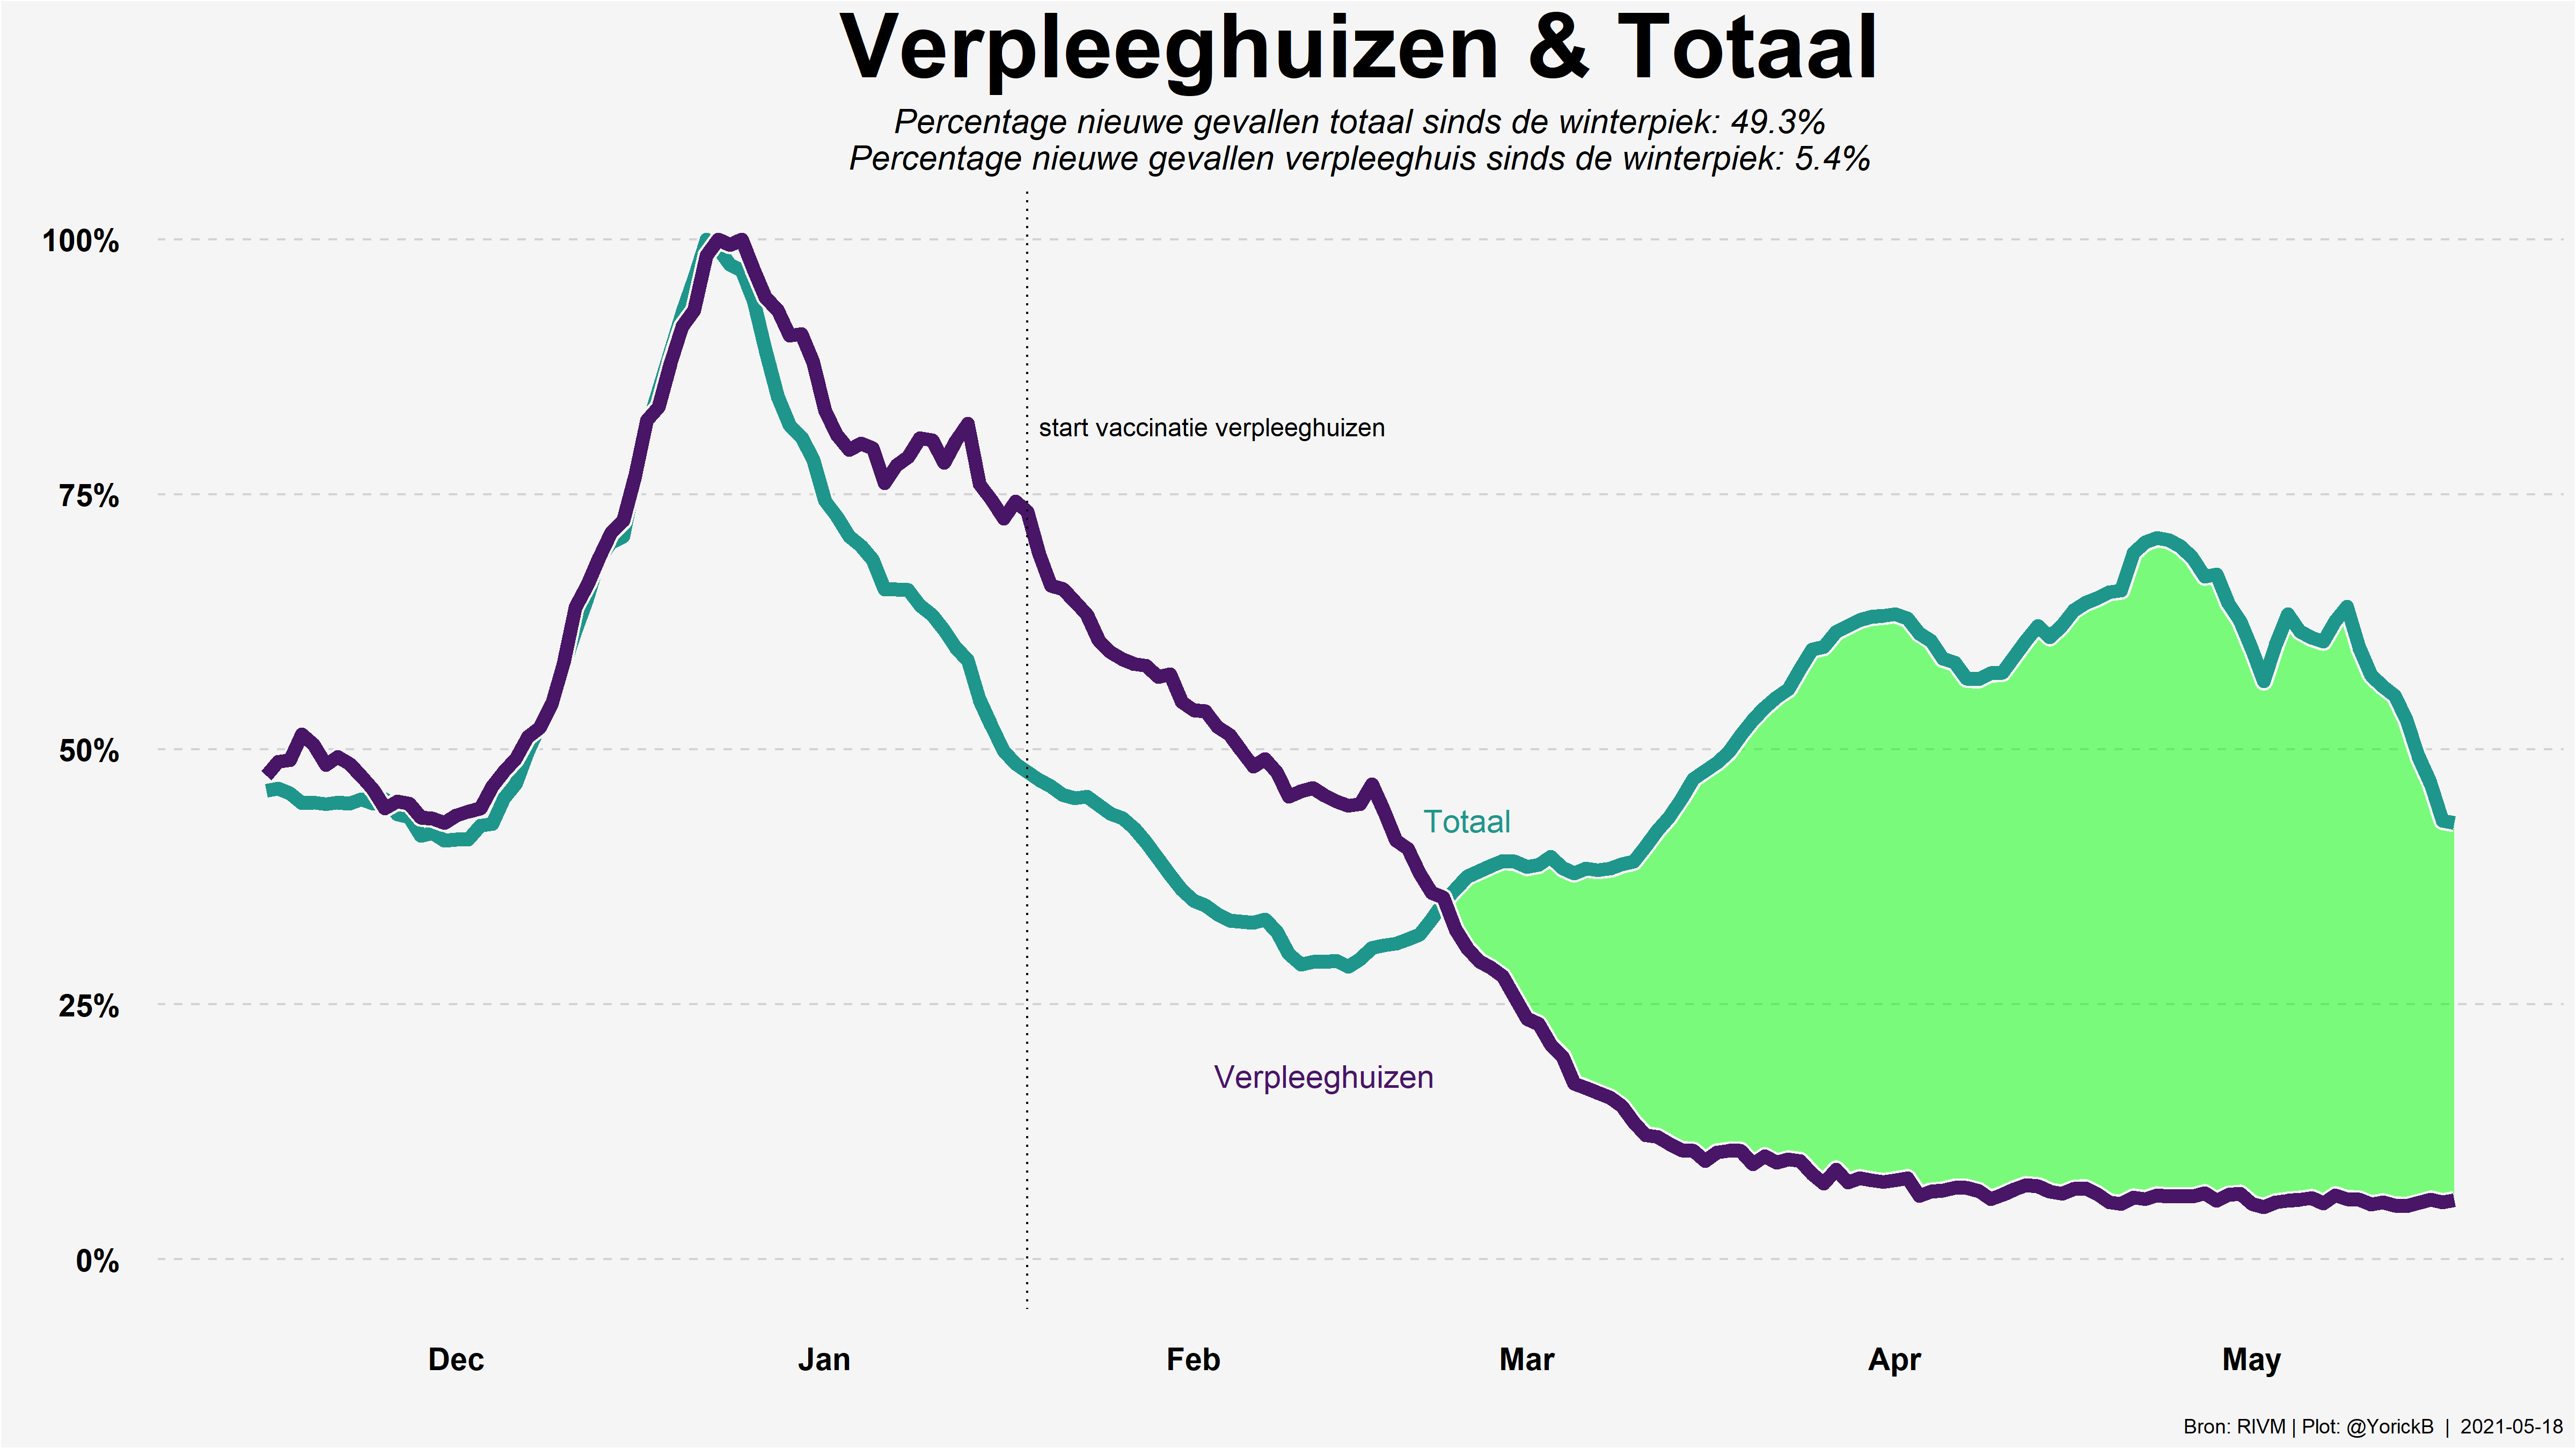 Verpleeghuizen & Totaal
Percentage nieuwe gevallen totaal sinds de winterpiek: 49.3%
Percentage nieuwe gevallen verpleeghuis sinds de winterpiek: 5.4%
100%
start vaccinatie verpleeghuizen
75%
50%
Totaal
25%
Verpleeghuizen
0%
Dec Jan Feb Mar Apr May
Bron: RIVM | Plot: @YorickB | 2021-05-18